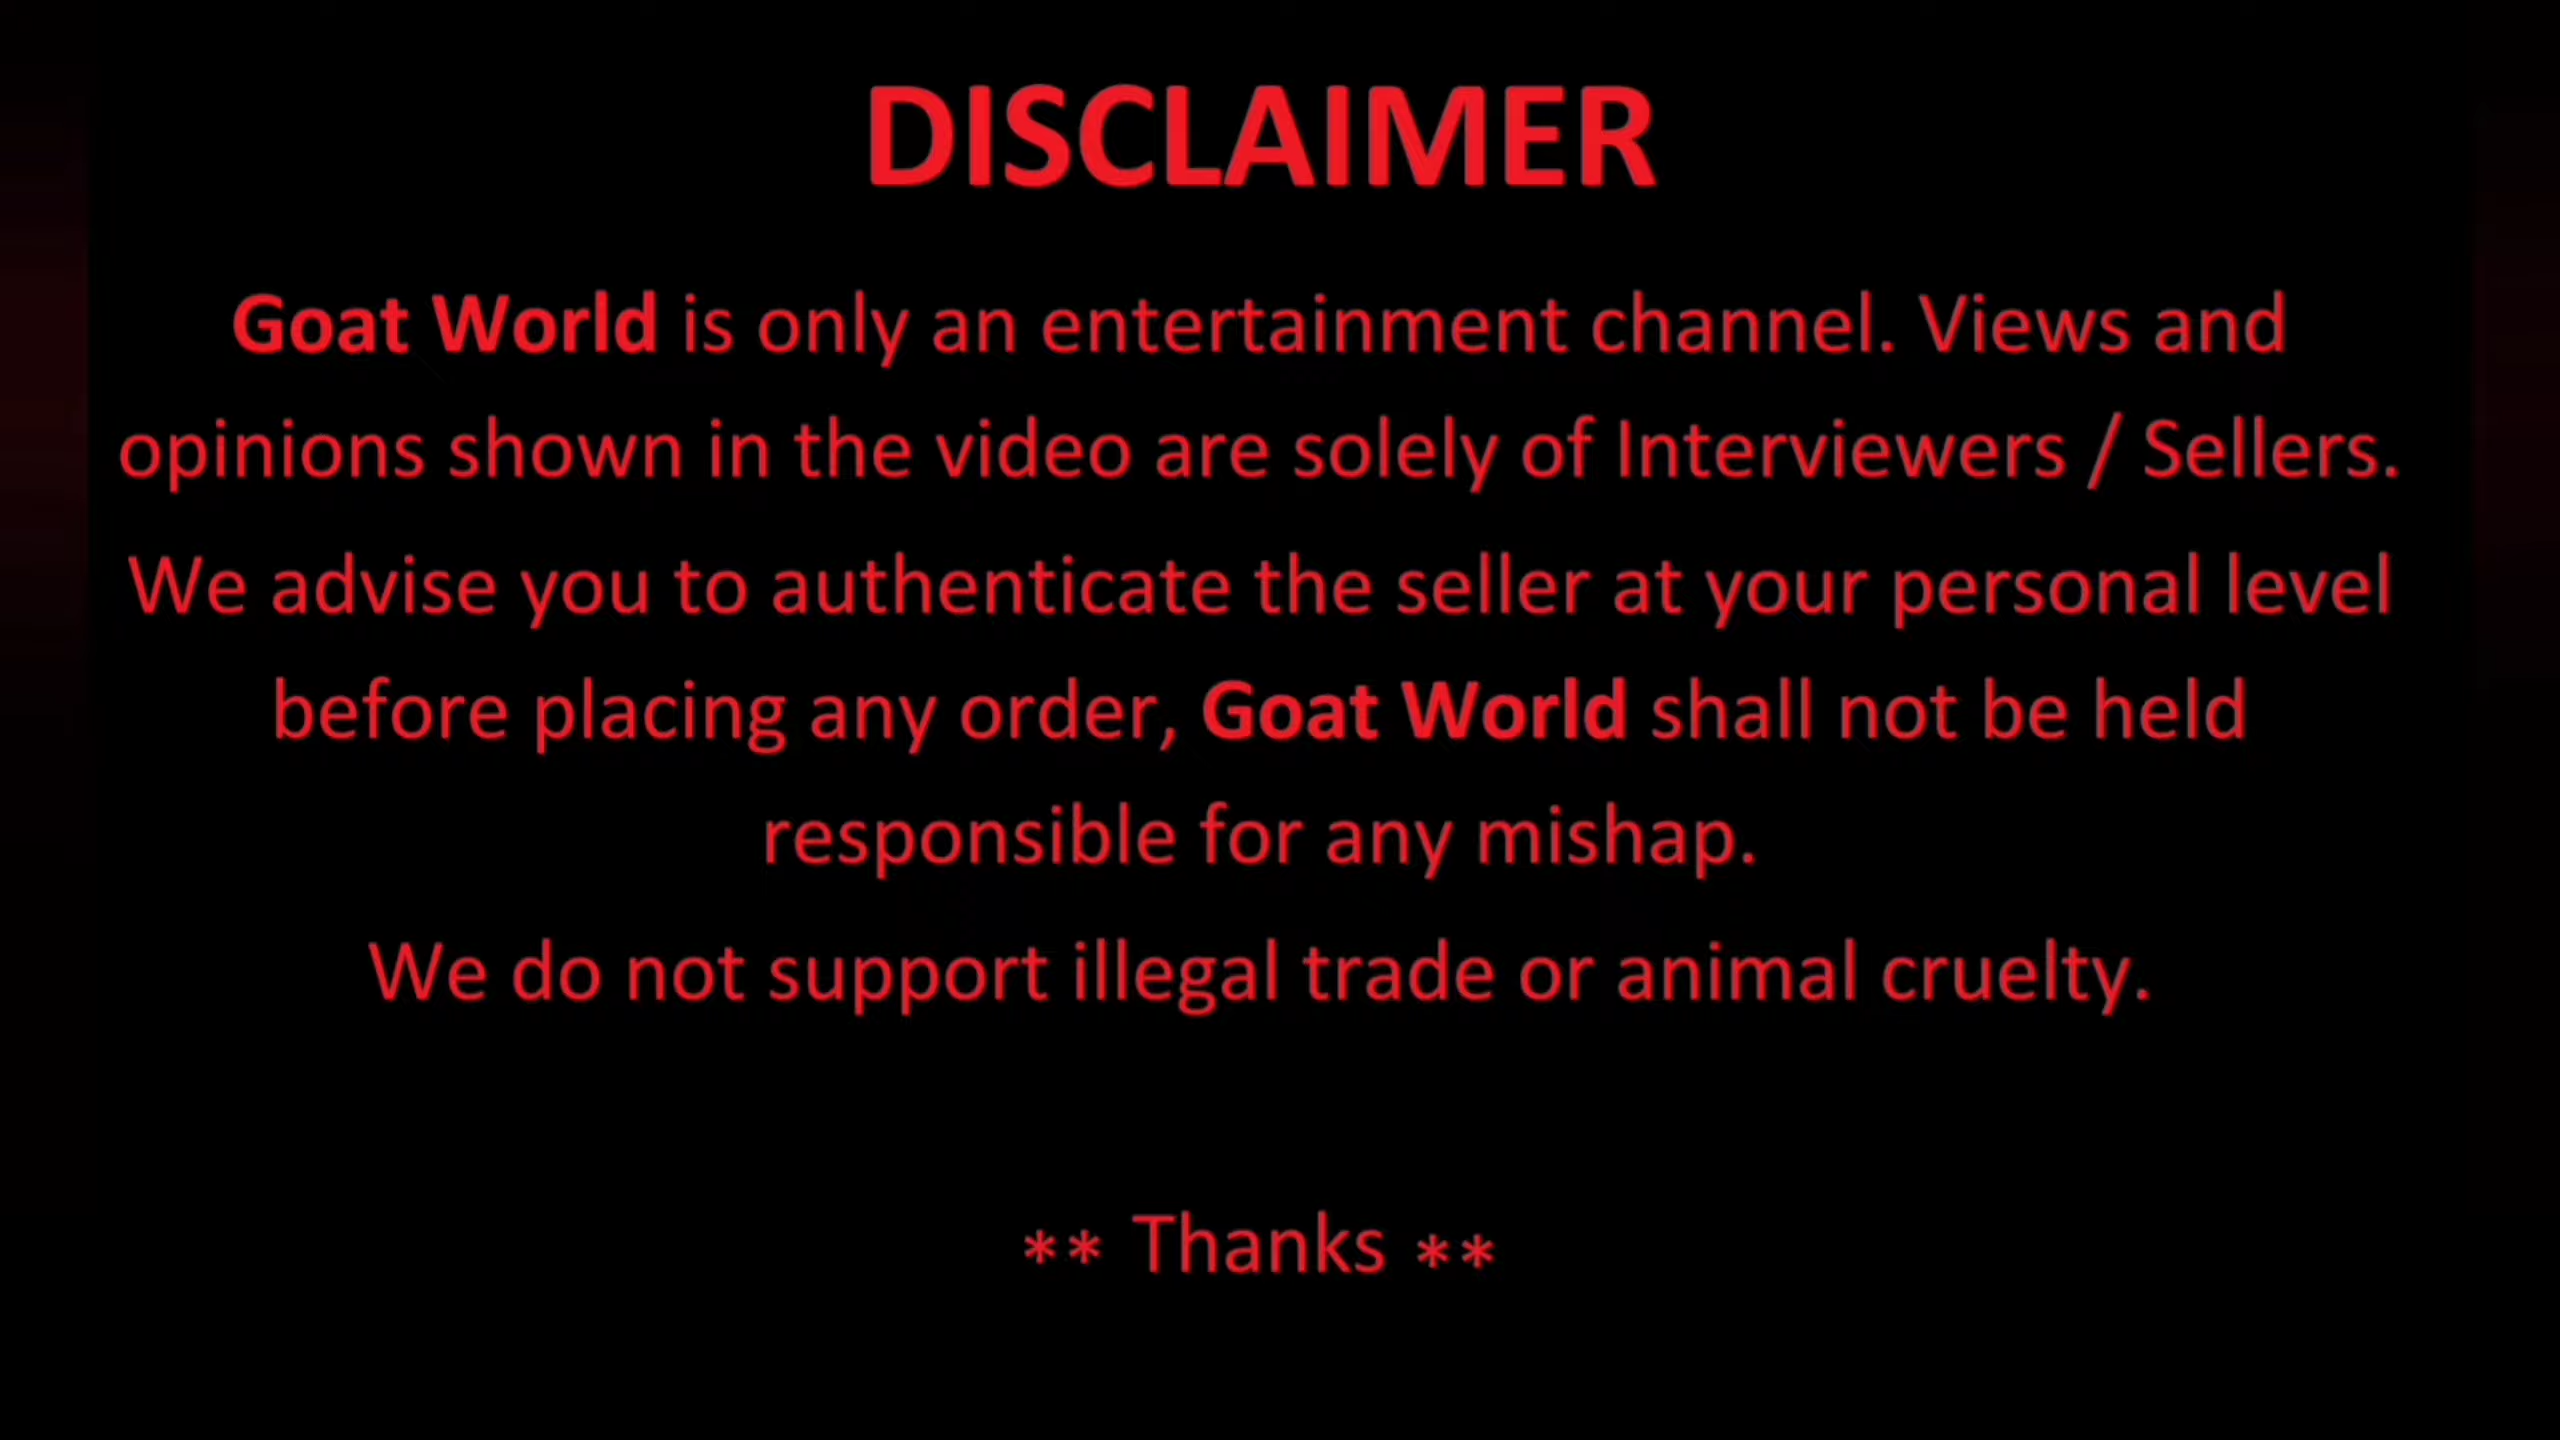 DISCLAIMER
Goat World is only an entertainment channel. Views and
opinions shown in the video are solely of Interviewers / Sellers.
We advise you to authenticate the seller at your personal level
before placing any order, Goat World shall not be held
responsible for any mishap.
We do not support illegal trade or animal cruelty.
** Thanks **